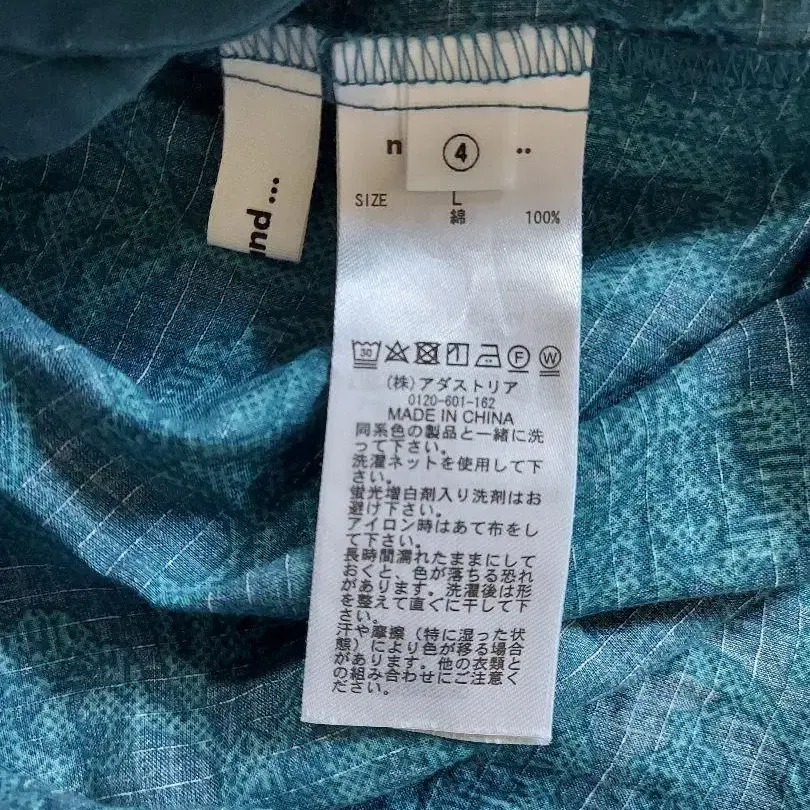 und...
④
n ..
SIZE L
綿 100%
30 F W
(株)アダストリア
0120-601-162
MADE IN CHINA
同系色の製品と一緒に洗
って下さい。
洗濯ネットを使用して下
さい。
蛍光増白剤入り洗剤はお
避け下さい。
アイロン時はあて布をし
て下さい。
長時間濡れたままにして
おくと、色が落ちる恐れ
があります。洗濯後は形
を整えて直ぐに干して下
さい。
汗や摩擦(特に湿った状
態)により色が移る場合
があります。他の衣類と
の組み合わせにご注意く
ださい。